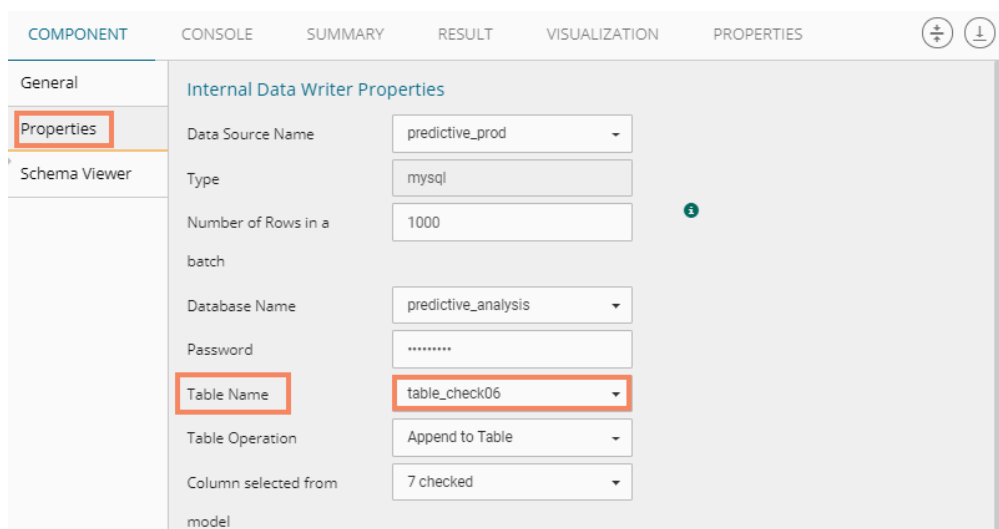 COMPONENT CONSOLE SUMMARY RESULT VISUALIZATION PROPERTIES
General
Properties
Schema Viewer
Internal Data Writer Properties
Data Source Name predictive_prod
Type mysql
Number of Rows in a 1000
batch
Database Name predictive_analysis
Password •••••••••
Table Name table_check06
Table Operation Append to Table
Column selected from 7 checked
model